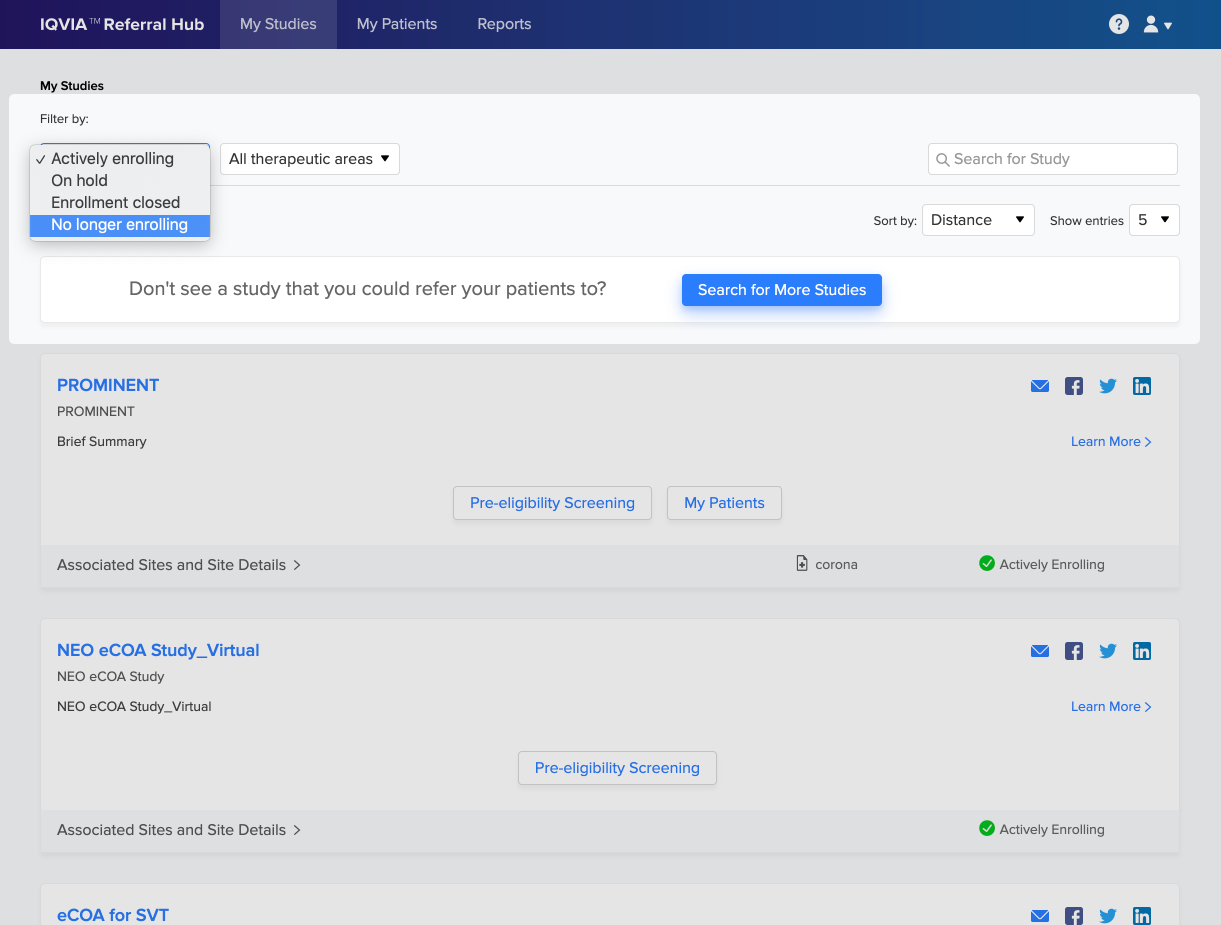 IQVIA™ Referral Hub My Studies My Patients Reports ?
My Studies
Filter by:
✓ Actively enrolling
On hold
Enrollment closed
No longer enrolling
All therapeutic areas
Search for Study
Sort by: Distance Show entries 5
Don't see a study that you could refer your patients to? Search for More Studies
PROMINENT
PROMINENT
Brief Summary Learn More >
Pre-eligibility Screening My Patients
Associated Sites and Site Details > corona Actively Enrolling
NEO eCOA Study_Virtual
NEO eCOA Study
NEO eCOA Study_Virtual Learn More >
Pre-eligibility Screening
Associated Sites and Site Details > Actively Enrolling
eCOA for SVT